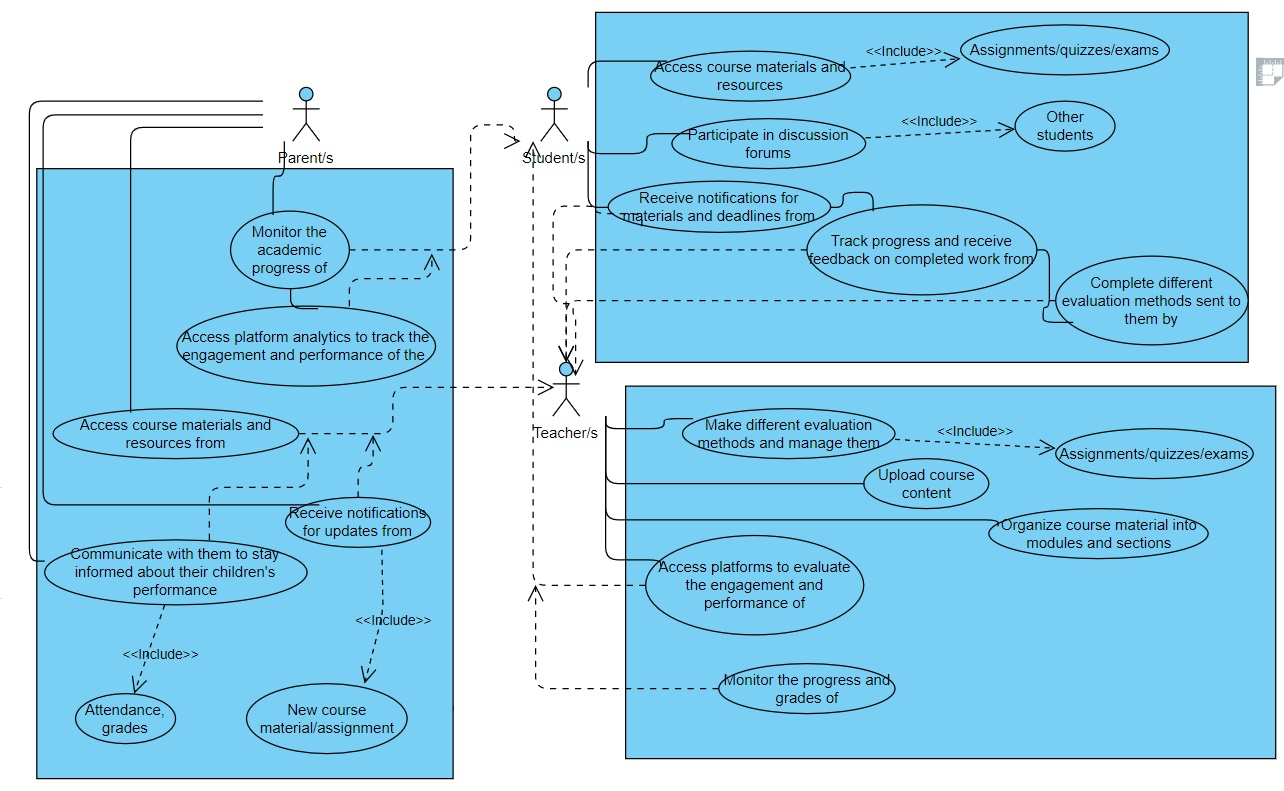 Parent/s
Monitor the
academic
progress of
Access platform analytics to track the
engagement and performance of the
Access course materials and
resources from
Receive notifications
for updates from
Communicate with them to stay
informed about their children's
performance
<<Include>>
<<Include>>
Attendance,
grades
New course
material/assignment
Student/s
Access course materials and
resources
<<Include>>
Assignments/quizzes/exams
Participate in discussion
forums
<<Include>>
Other
students
Receive notifications for
materials and deadlines from
Track progress and receive
feedback on completed work from
Complete different
evaluation methods sent to
them by
Teacher/s
Make different evaluation
methods and manage them
<<Include>>
Assignments/quizzes/exams
Upload course
content
Organize course material into
modules and sections
Access platforms to evaluate
the engagement and
performance of
Monitor the progress and
grades of